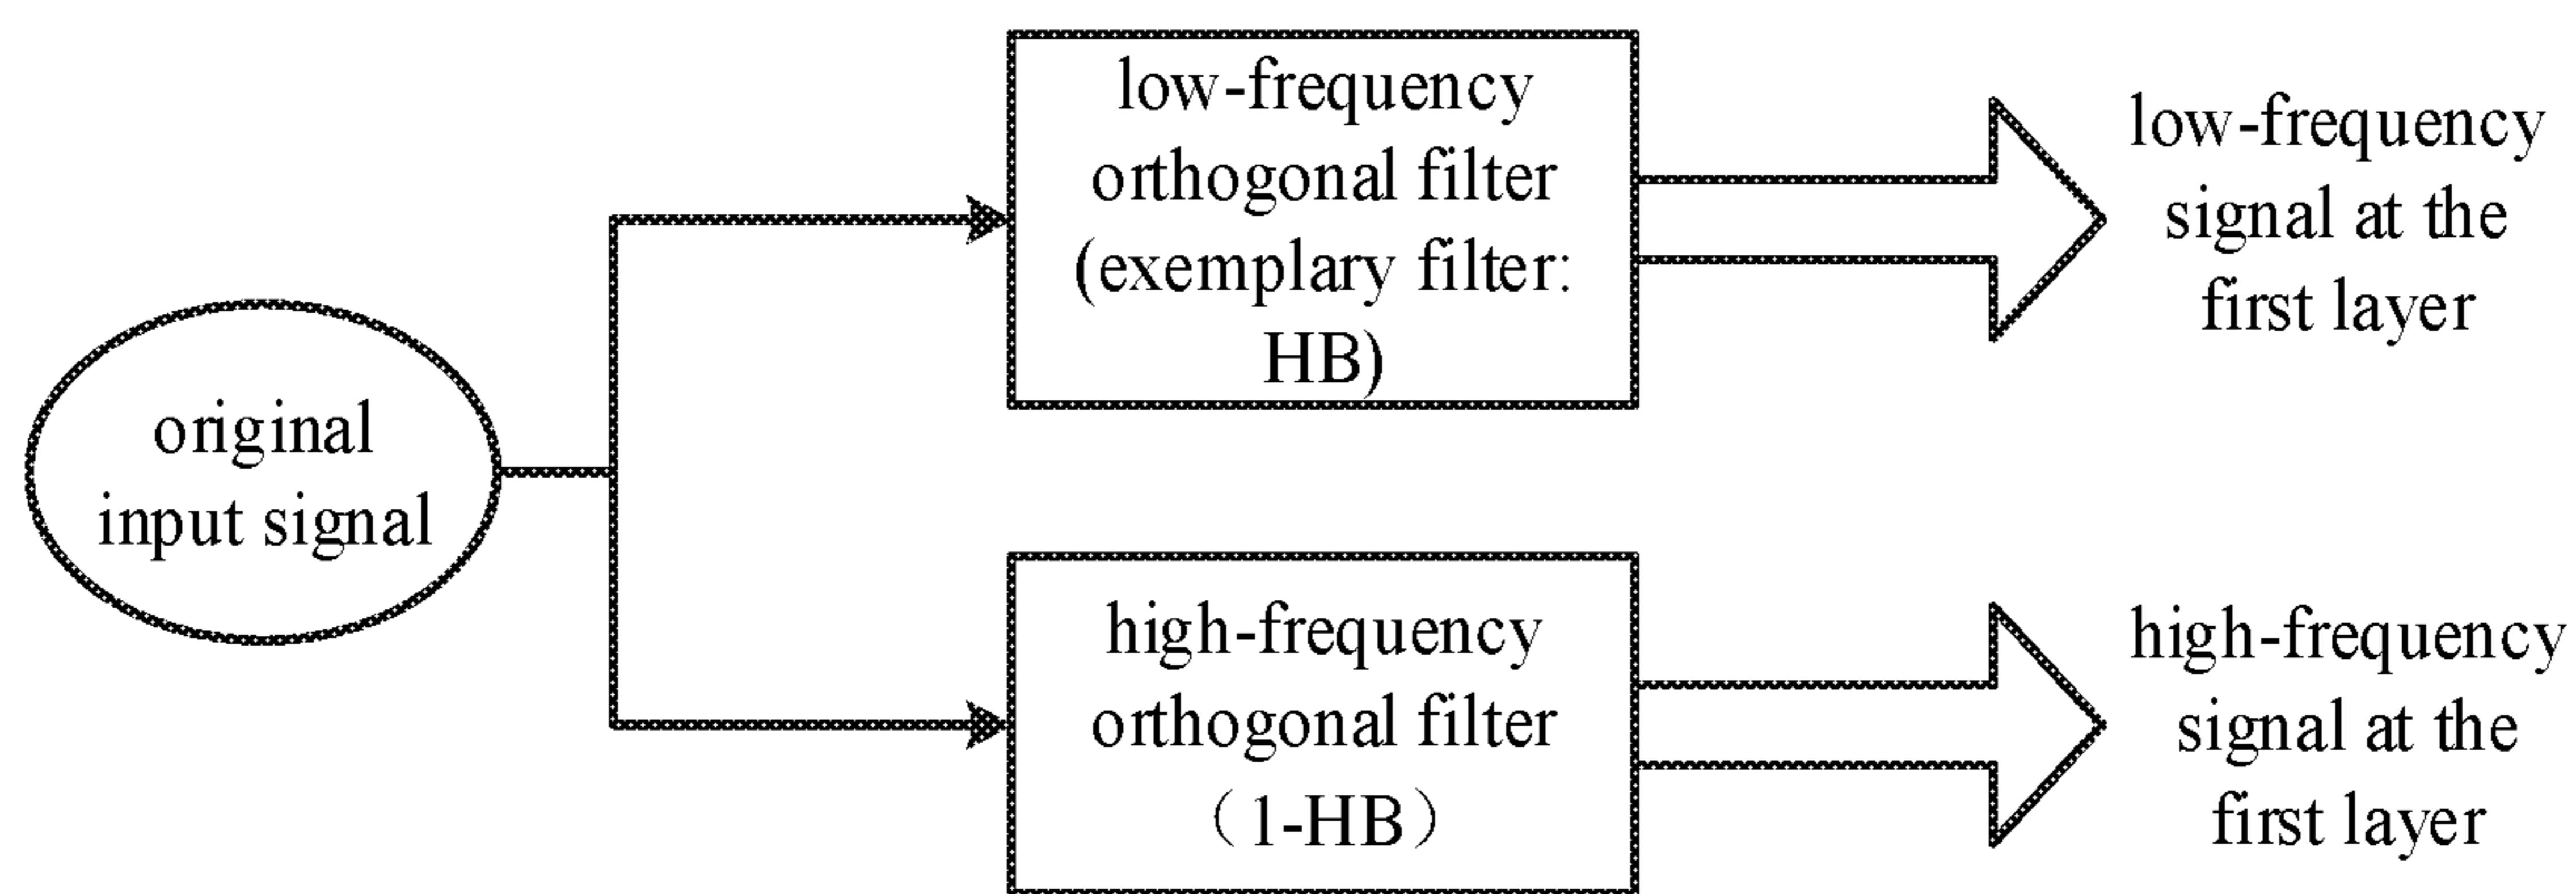 original
input signal
low-frequency
orthogonal filter
(exemplary filter:
HB)
low-frequency
signal at the
first layer
high-frequency
orthogonal filter
（1-HB）
high-frequency
signal at the
first layer